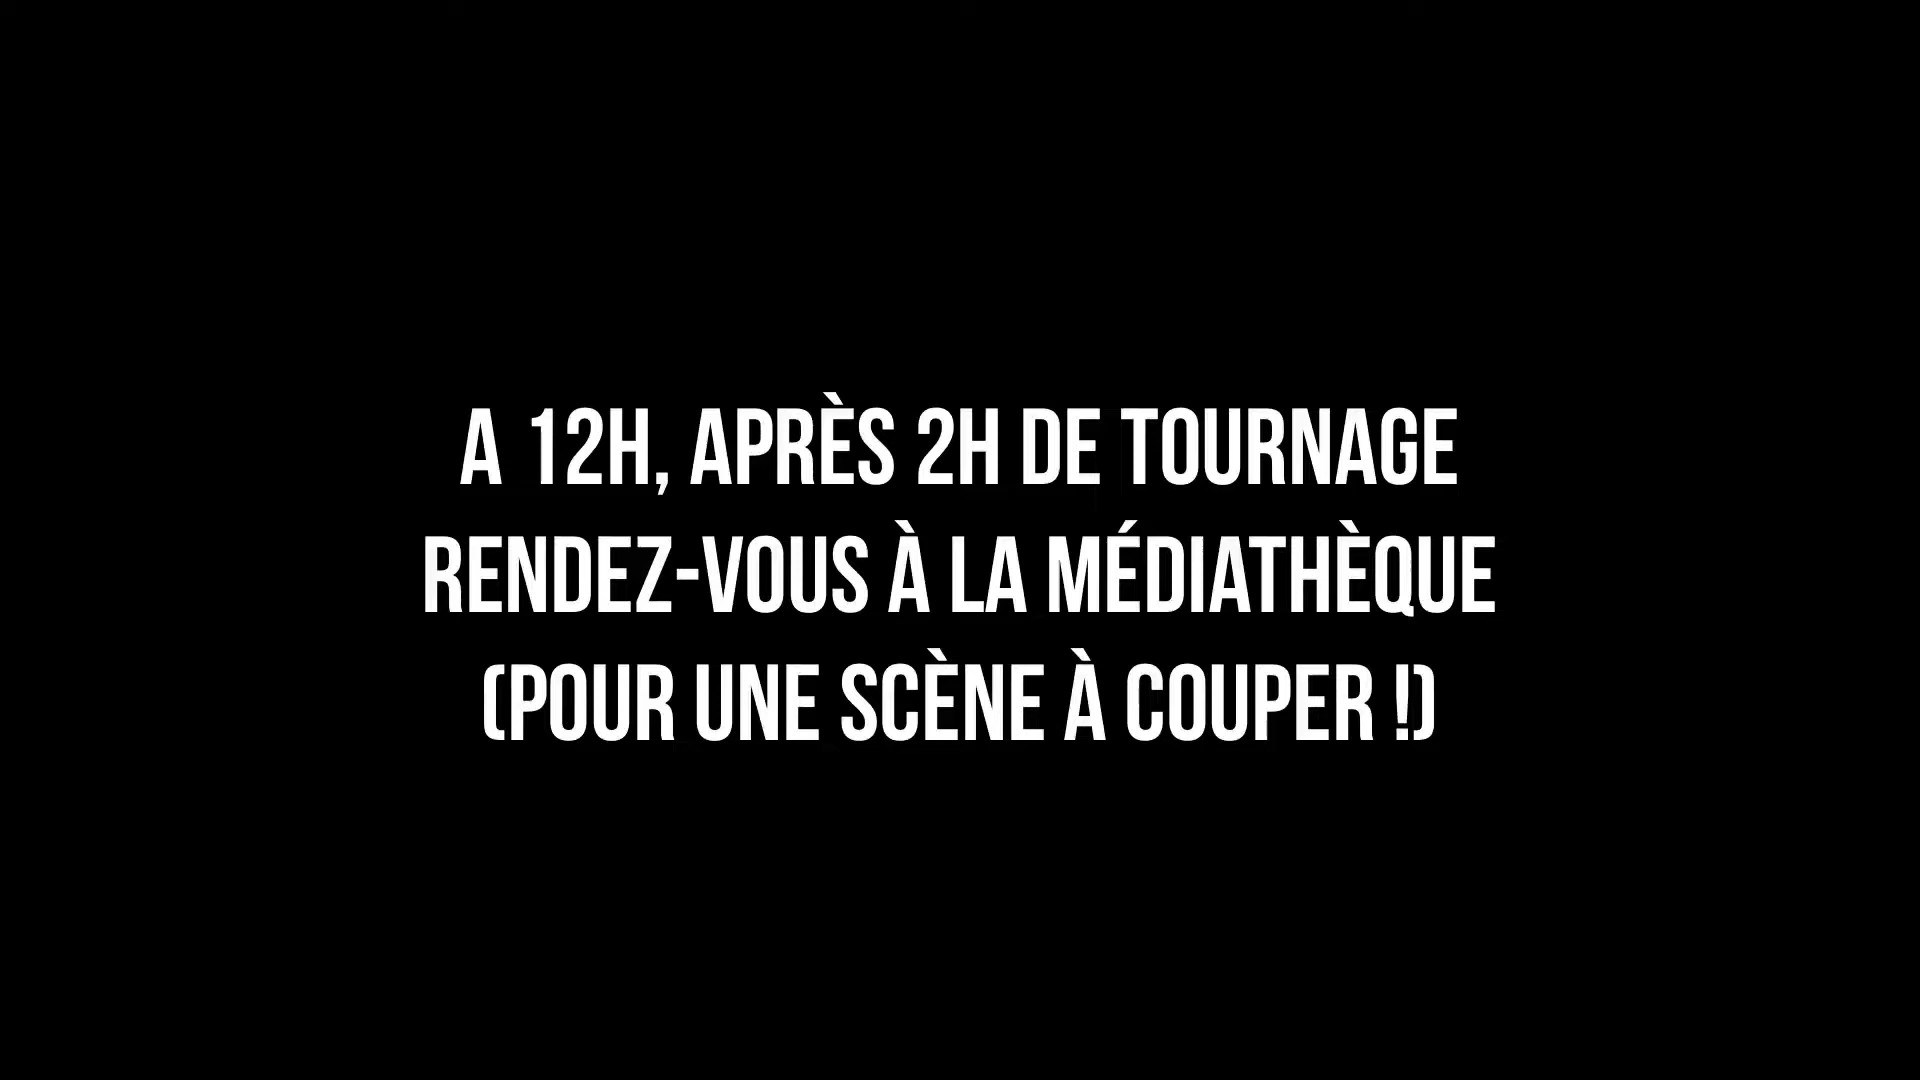 A 12H, APRÈS 2H DE TOURNAGE
RENDEZ-VOUS À LA MÉDIATHÈQUE
(POUR UNE SCÈNE À COUPER !)